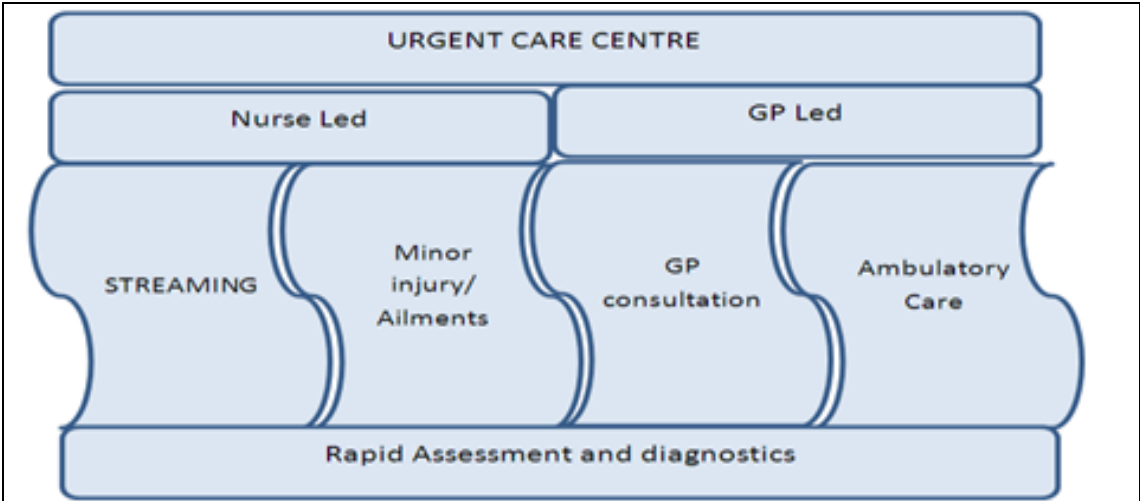 URGENT CARE CENTRE
Nurse Led
GP Led
STREAMING
Minor
injury/
Ailments
GP
consultation
Ambulatory
Care
Rapid Assessment and diagnostics